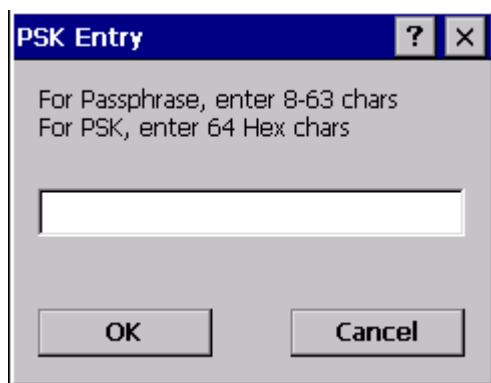 PSK Entry ? ×
For Passphrase, enter 8-63 chars
For PSK, enter 64 Hex chars
OK Cancel